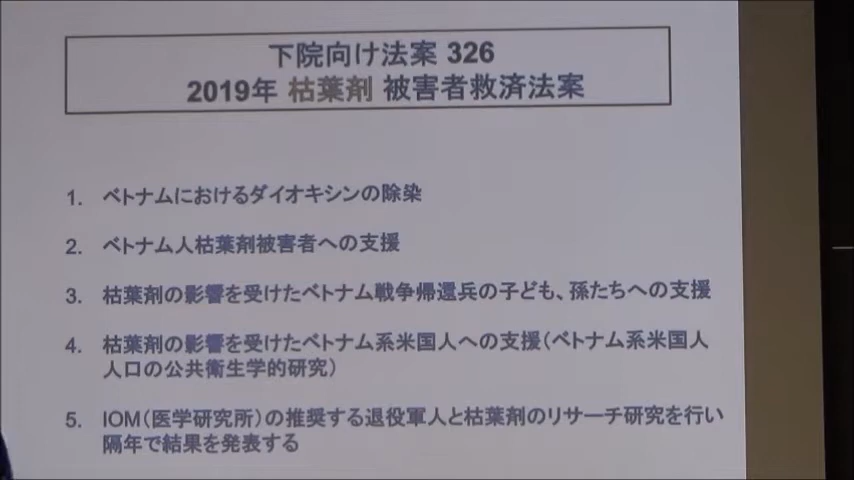 下院向け法案 326
2019年 枯葉剤 被害者救済法案
1. ベトナムにおけるダイオキシンの除染
2. ベトナム人枯葉剤被害者への支援
3. 枯葉剤の影響を受けたベトナム戦争帰還兵の子ども、孫たちへの支援
4. 枯葉剤の影響を受けたベトナム系米国人への支援(ベトナム系米国人
人口の公共衛生学的研究)
5. IOM(医学研究所)の推奨する退役軍人と枯葉剤のリサーチ研究を行い
隔年で結果を発表する